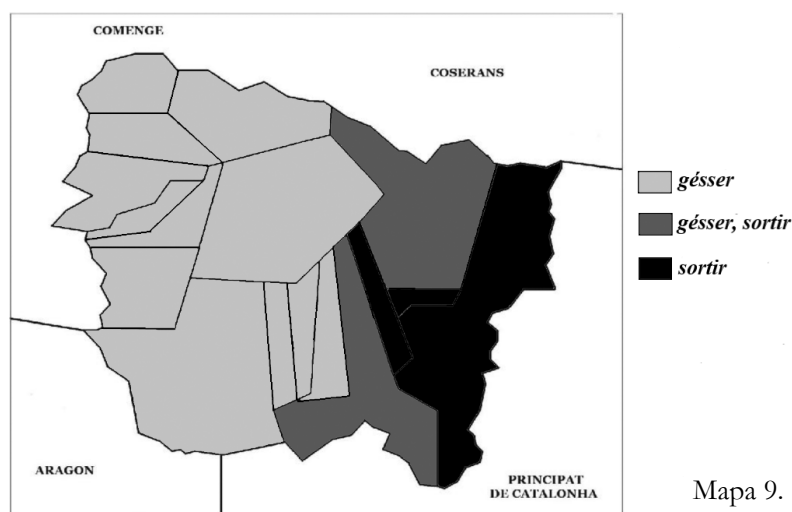 COMENGE
COSERANS
gésser
gésser, sortir
sortir
ARAGON
PRINCIPAT
DE CATALONHA
Mapa 9.